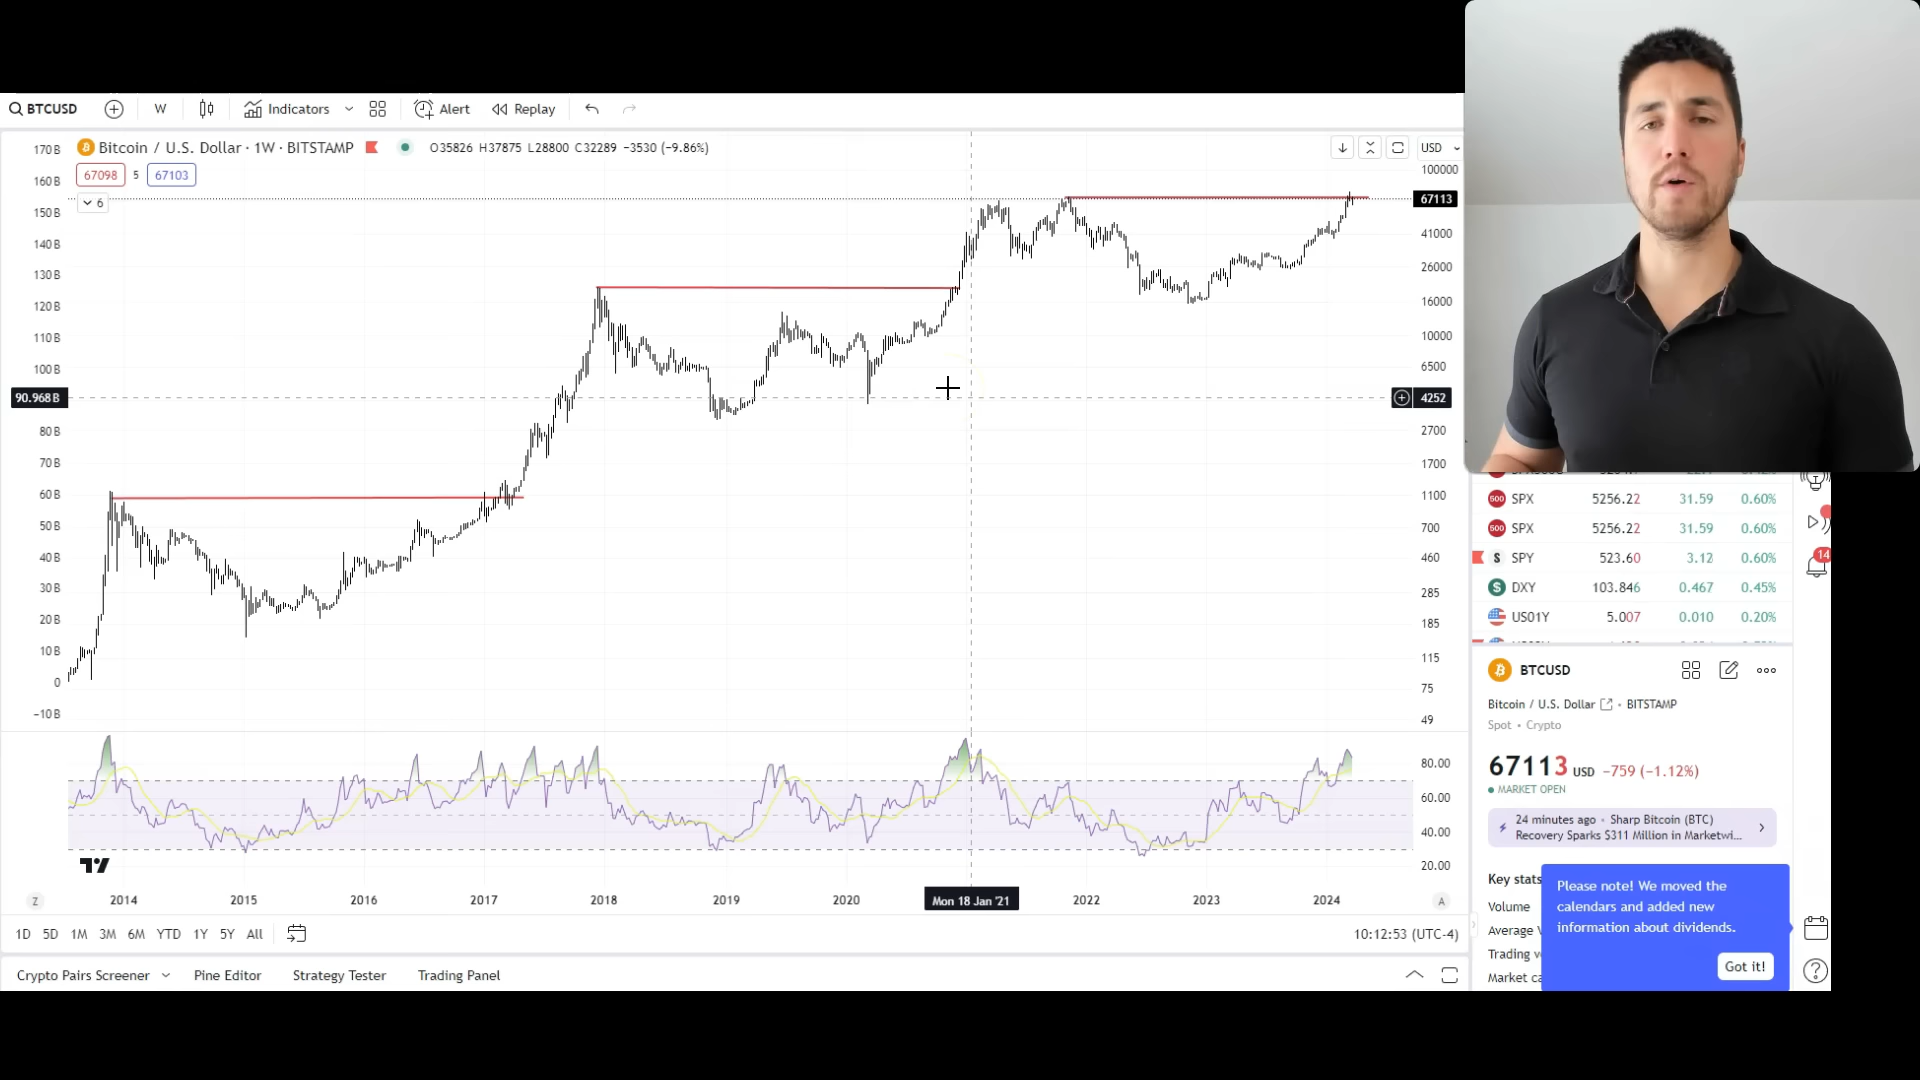 BTCUSD W Indicators Alert Replay
Bitcoin / U.S. Dollar · 1W · BITSTAMP O35826 H37875 L28800 C32289 −3530 (−9.86%) USD
67098 5 67103
6
170 B
160 B
150 B
140 B
130 B
120 B
110 B
100 B
90.968 B
80 B
70 B
60 B
50 B
40 B
30 B
20 B
10 B
0
−10 B
100000
67113
41000
26000
16000
10000
6500
4252
2700
1700
1100
700
460
285
185
115
75
49
80.00
60.00
40.00
20.00
Z 2014 2015 2016 2017 2018 2019 2020 Mon 18 Jan '21 2022 2023 2024 A
1D 5D 1M 3M 6M YTD 1Y 5Y All 10:12:53 (UTC-4)
Crypto Pairs Screener Pine Editor Strategy Tester Trading Panel
500 SPX 5256.22 31.59 0.60%
500 SPX 5256.22 31.59 0.60%
S SPY 523.60 3.12 0.60%
$ DXY 103.846 0.467 0.45%
US01Y 5.007 0.010 0.20%
14
BTCUSD
Bitcoin / U.S. Dollar · BITSTAMP
Spot · Crypto
67113 USD −759 (−1.12%)
MARKET OPEN
24 minutes ago · Sharp Bitcoin (BTC)
Recovery Sparks $311 Million in Marketwi...
Key stats
Volume
Average
Trading
Market
Please note! We moved the
calendars and added new
information about dividends.
Got it!